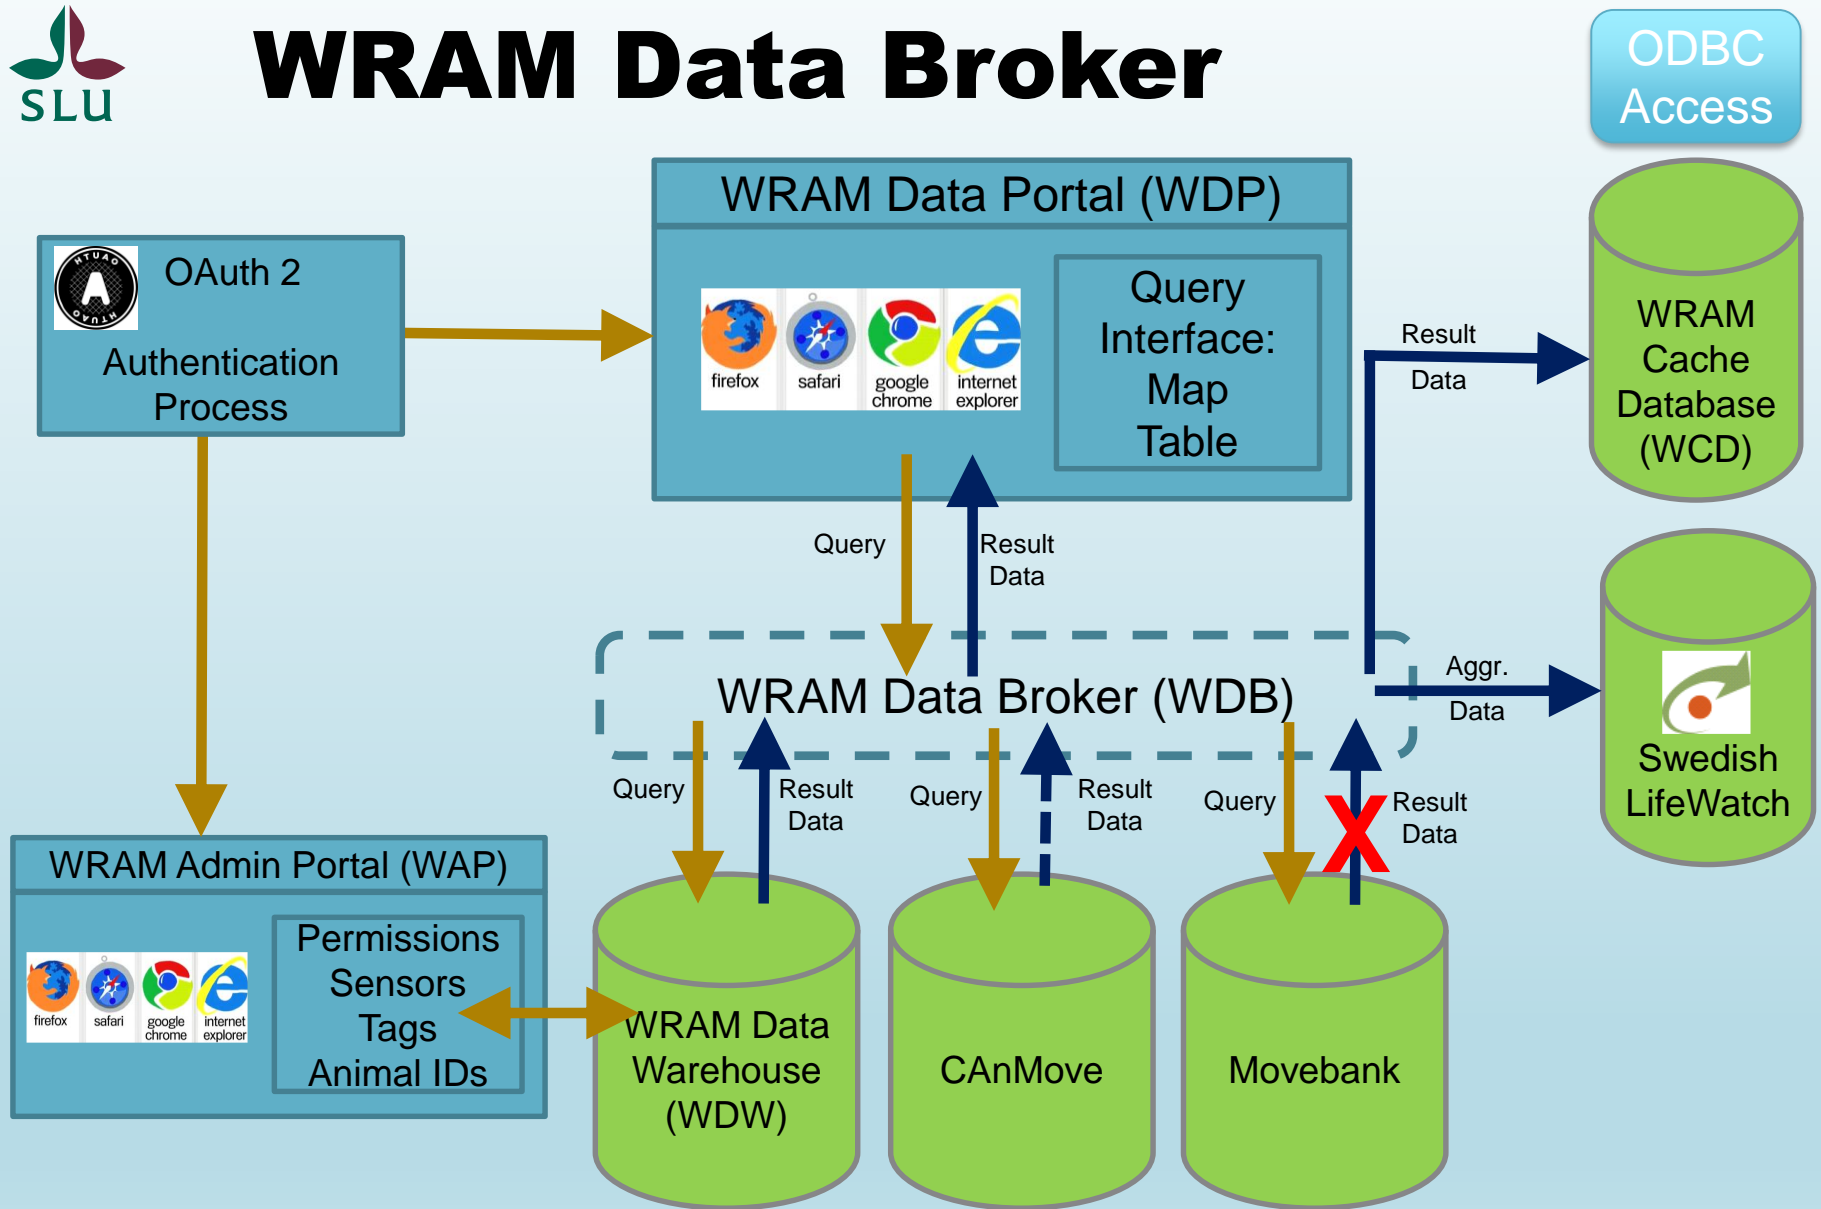 SLU
WRAM Data Broker
ODBC
Access
WRAM Data Portal (WDP)
HTUAO
A
HTUAO
OAuth 2
Authentication
Process
firefox
safari
google
chrome
internet
explorer
Query
Interface:
Map
Table
Result
Data
WRAM
Cache
Database
(WCD)
Query
Result
Data
WRAM Data Broker (WDB)
Aggr.
Data
Swedish
LifeWatch
Query
Result
Data
Query
Result
Data
Query
X
Result
Data
WRAM Admin Portal (WAP)
firefox
safari
google
chrome
internet
explorer
Permissions
Sensors
Tags
Animal IDs
WRAM Data
Warehouse
(WDW)
CAnMove
Movebank